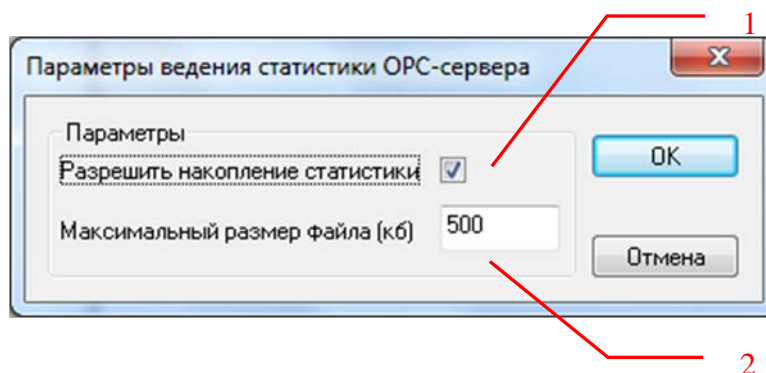 1
Параметры ведения статистики OPC-сервера
Параметры
Разрешить накопление статистики
OK
Максимальный размер файла (кб) 500
Отмена
2